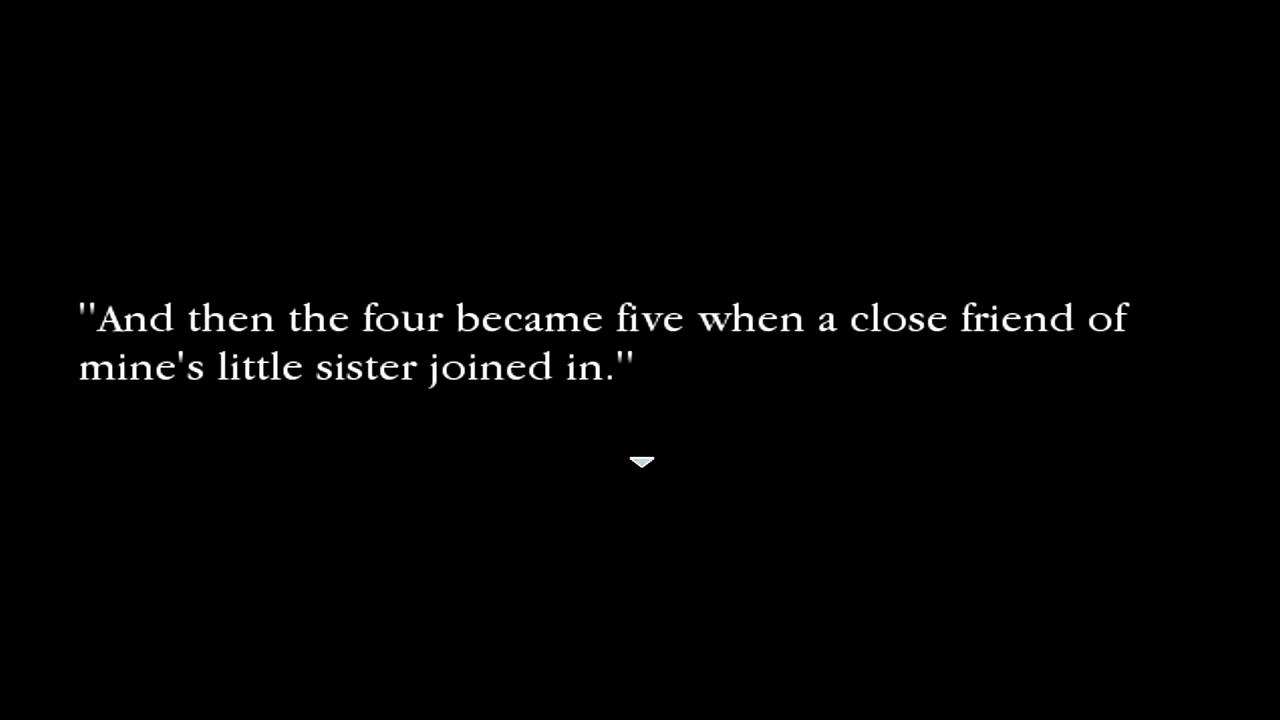 "And then the four became five when a close friend of
mine's little sister joined in."